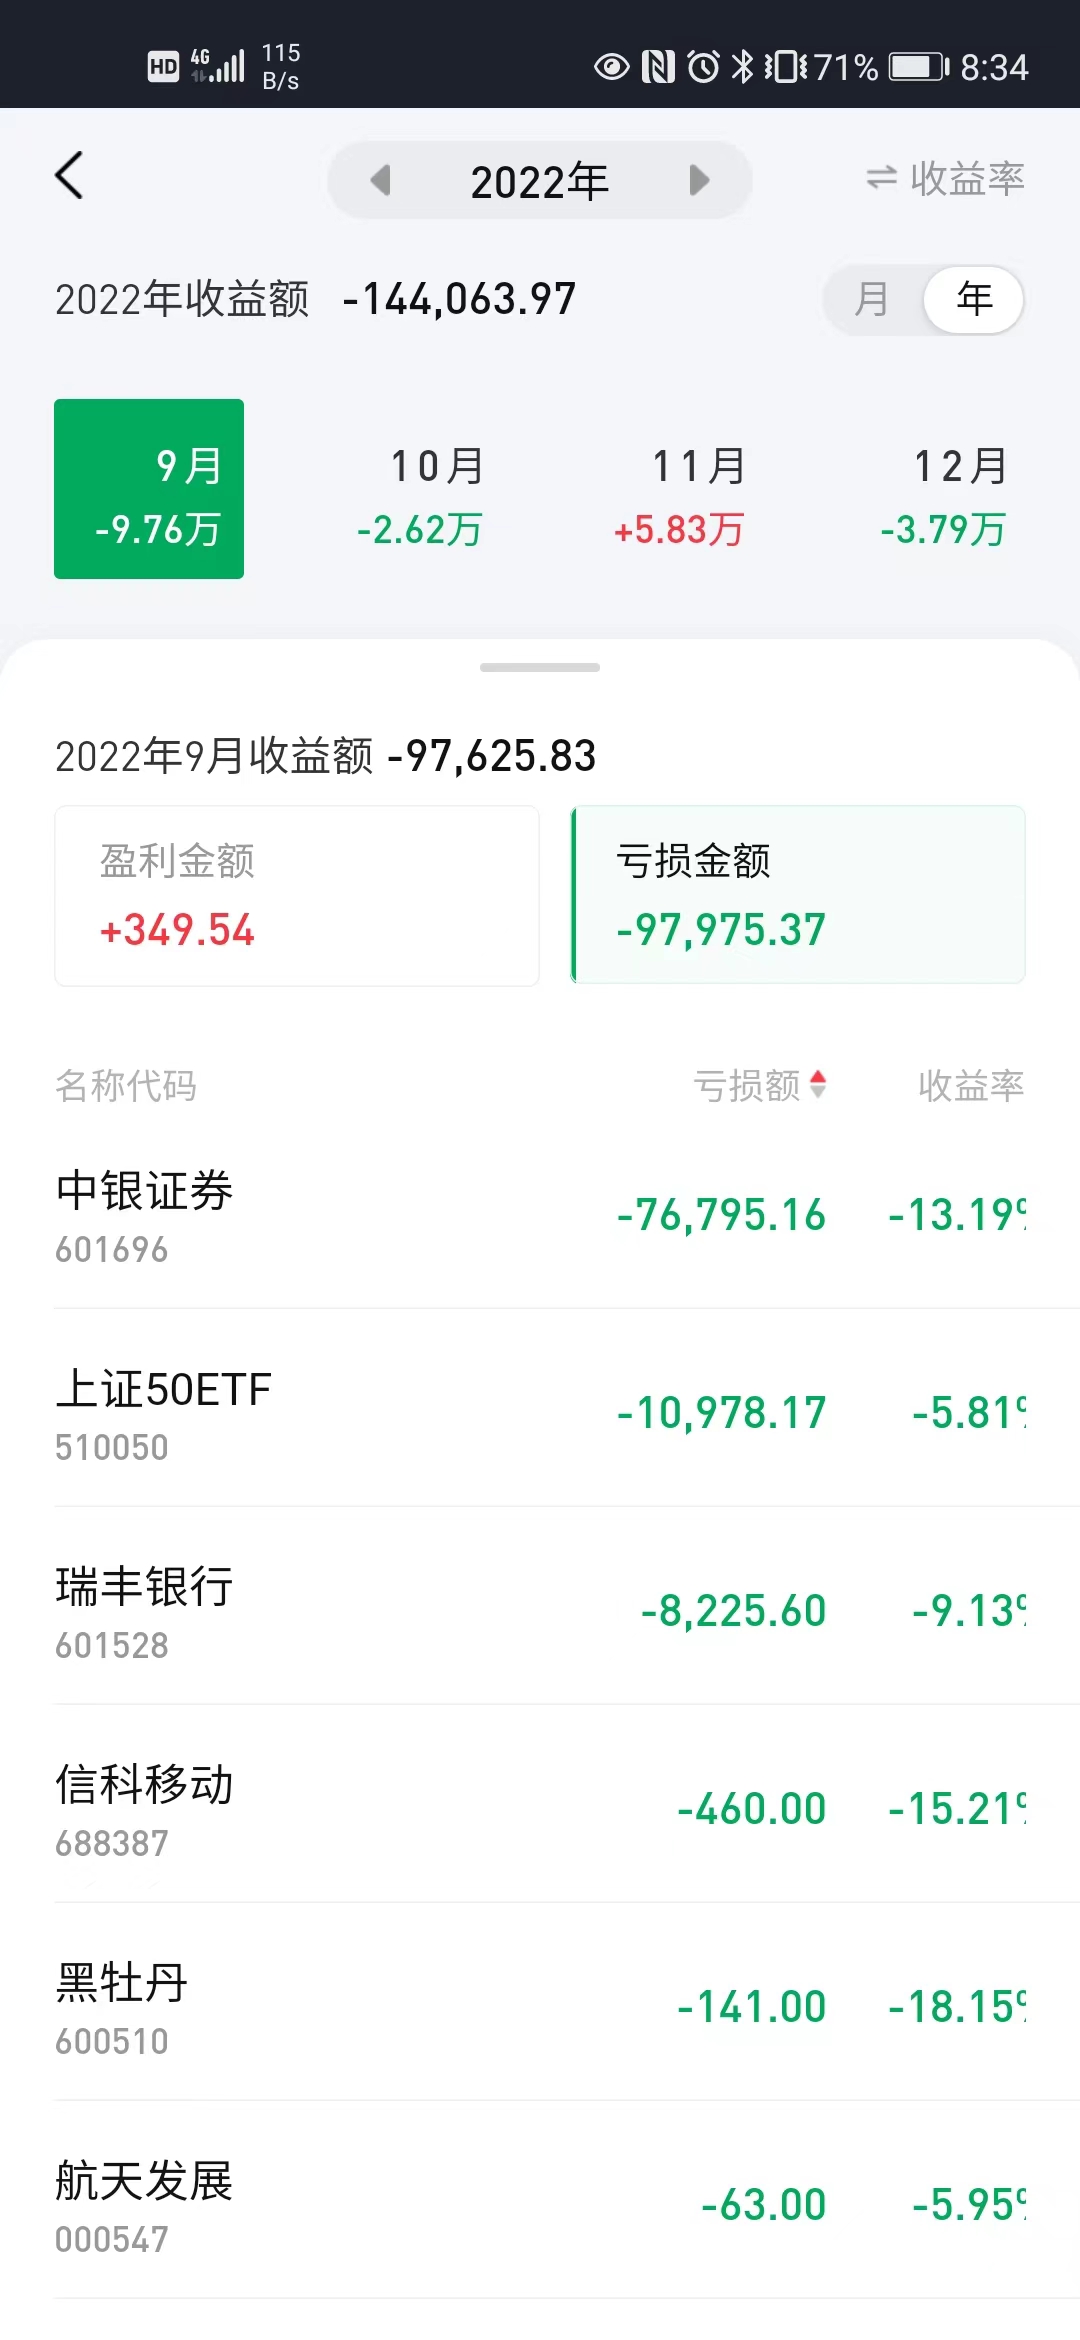 HD 4G 115 B/s 71% 8:34
2022年 收益率
2022年收益额 -144,063.97 月 年
9月 10月 11月 12月
-9.76万 -2.62万 +5.83万 -3.79万
2022年9月收益额 -97,625.83
盈利金额 亏损金额
+349.54 -97,975.37
名称代码 亏损额 收益率
中银证券 -76,795.16 -13.19%
601696
上证50ETF -10,978.17 -5.81%
510050
瑞丰银行 -8,225.60 -9.13%
601528
信科移动 -460.00 -15.21%
688387
黑牡丹 -141.00 -18.15%
600510
航天发展 -63.00 -5.95%
000547